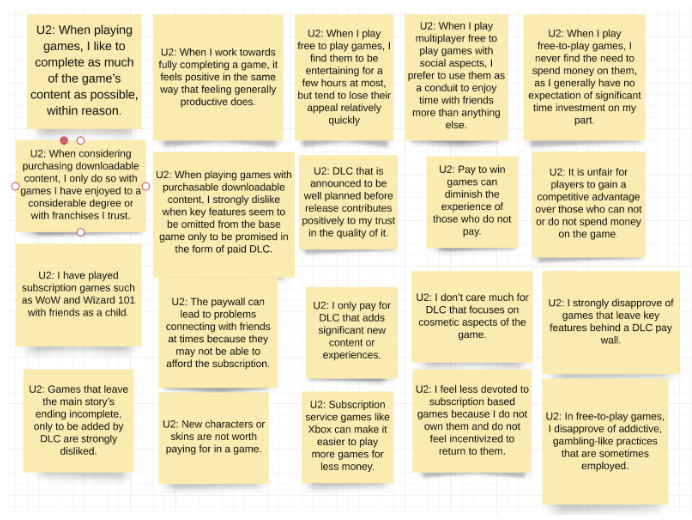 U2: When playing
games, I like to
complete as much
of the game's
content as possible,
within reason.
U2: When I work towards
fully completing a game, it
feels positive in the same
way that feeling generally
productive does.
U2: When I play
free to play games, I
find them to be
entertaining for a
few hours at most,
but tend to lose their
appeal relatively
quickly
U2: When I play
multiplayer free to
play games with
social aspects, I
prefer to use them as
a conduit to enjoy
time with friends
more than anything
else.
U2: When I play
free-to-play games, I
never find the need to
spend money on them,
as I generally have no
expectation of significant
time investment on my
part.
U2: When considering
purchasing downloadable
content, I only do so with
games I have enjoyed to a
considerable degree or
with franchises I trust.
U2: When playing games with
purchasable downloadable
content, I strongly dislike
when key features seem to
be omitted from the base
game only to be promised in
the form of paid DLC.
U2: DLC that is
announced to be
well planned before
release contributes
positively to my trust
in the quality of it.
U2: Pay to win
games can
diminish the
experience of
those who do not
pay.
U2: It is unfair for
players to gain a
competitive advantage
over those who can not
or do not spend money
on the game.
U2: I have played
subscription games such
as WoW and Wizard 101
with friends as a child.
U2: The paywall can
lead to problems
connecting with friends
at times because they
may not be able to
afford the subscription.
U2: I only pay for
DLC that adds
significant new
content or
experiences.
U2: I don't care much for
DLC that focuses on
cosmetic aspects of the
game.
U2: I strongly disapprove of
games that leave key
features behind a DLC pay
wall.
U2: Games that leave
the main story's
ending incomplete,
only to be added by
DLC are strongly
disliked.
U2: New characters or
skins are not worth
paying for in a game.
U2: Subscription
service games like
Xbox can make it
easier to play
more games for
less money.
U2: I feel less devoted to
subscription based
games because I do not
own them and do not
feel incentivized to
return to them.
U2: In free-to-play games,
I disapprove of addictive,
gambling-like practices
that are sometimes
employed.